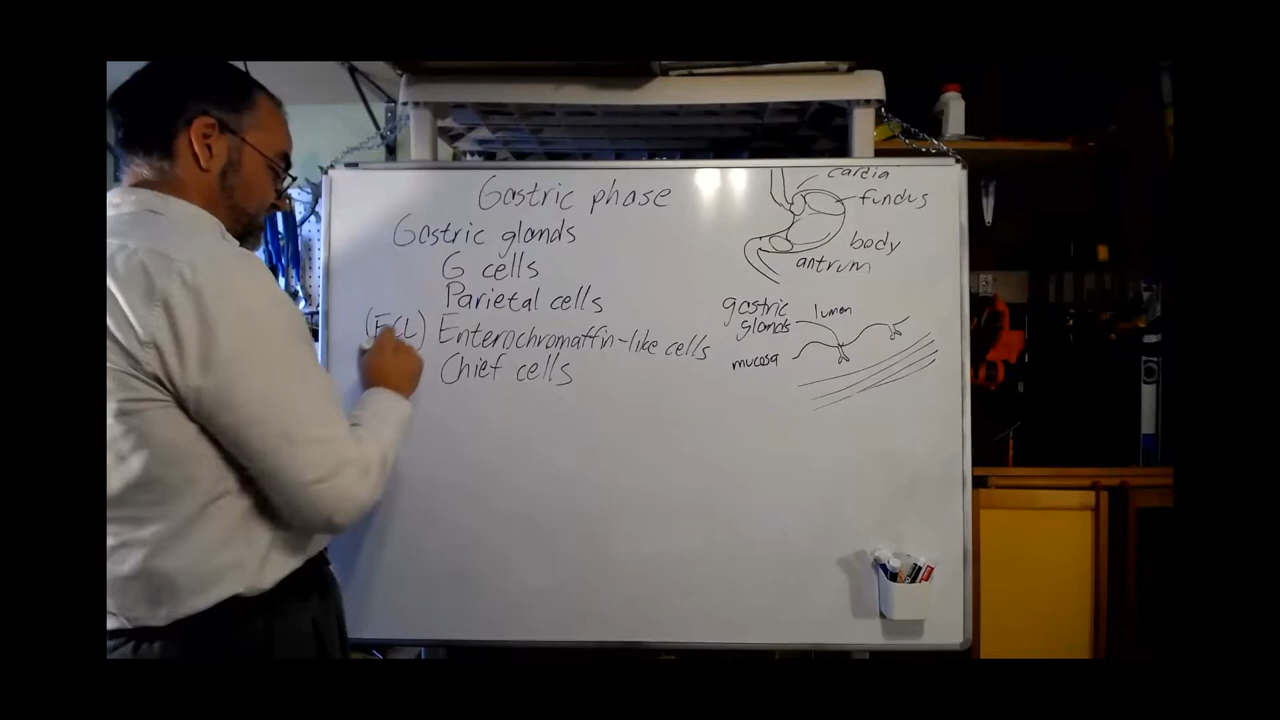 Gastric phase
Gastric glands
G cells
Parietal cells
(ECL) Enterochromaffin-like cells
Chief cells
cardia
fundus
body
antrum
gastric
glands
lumen
mucosa